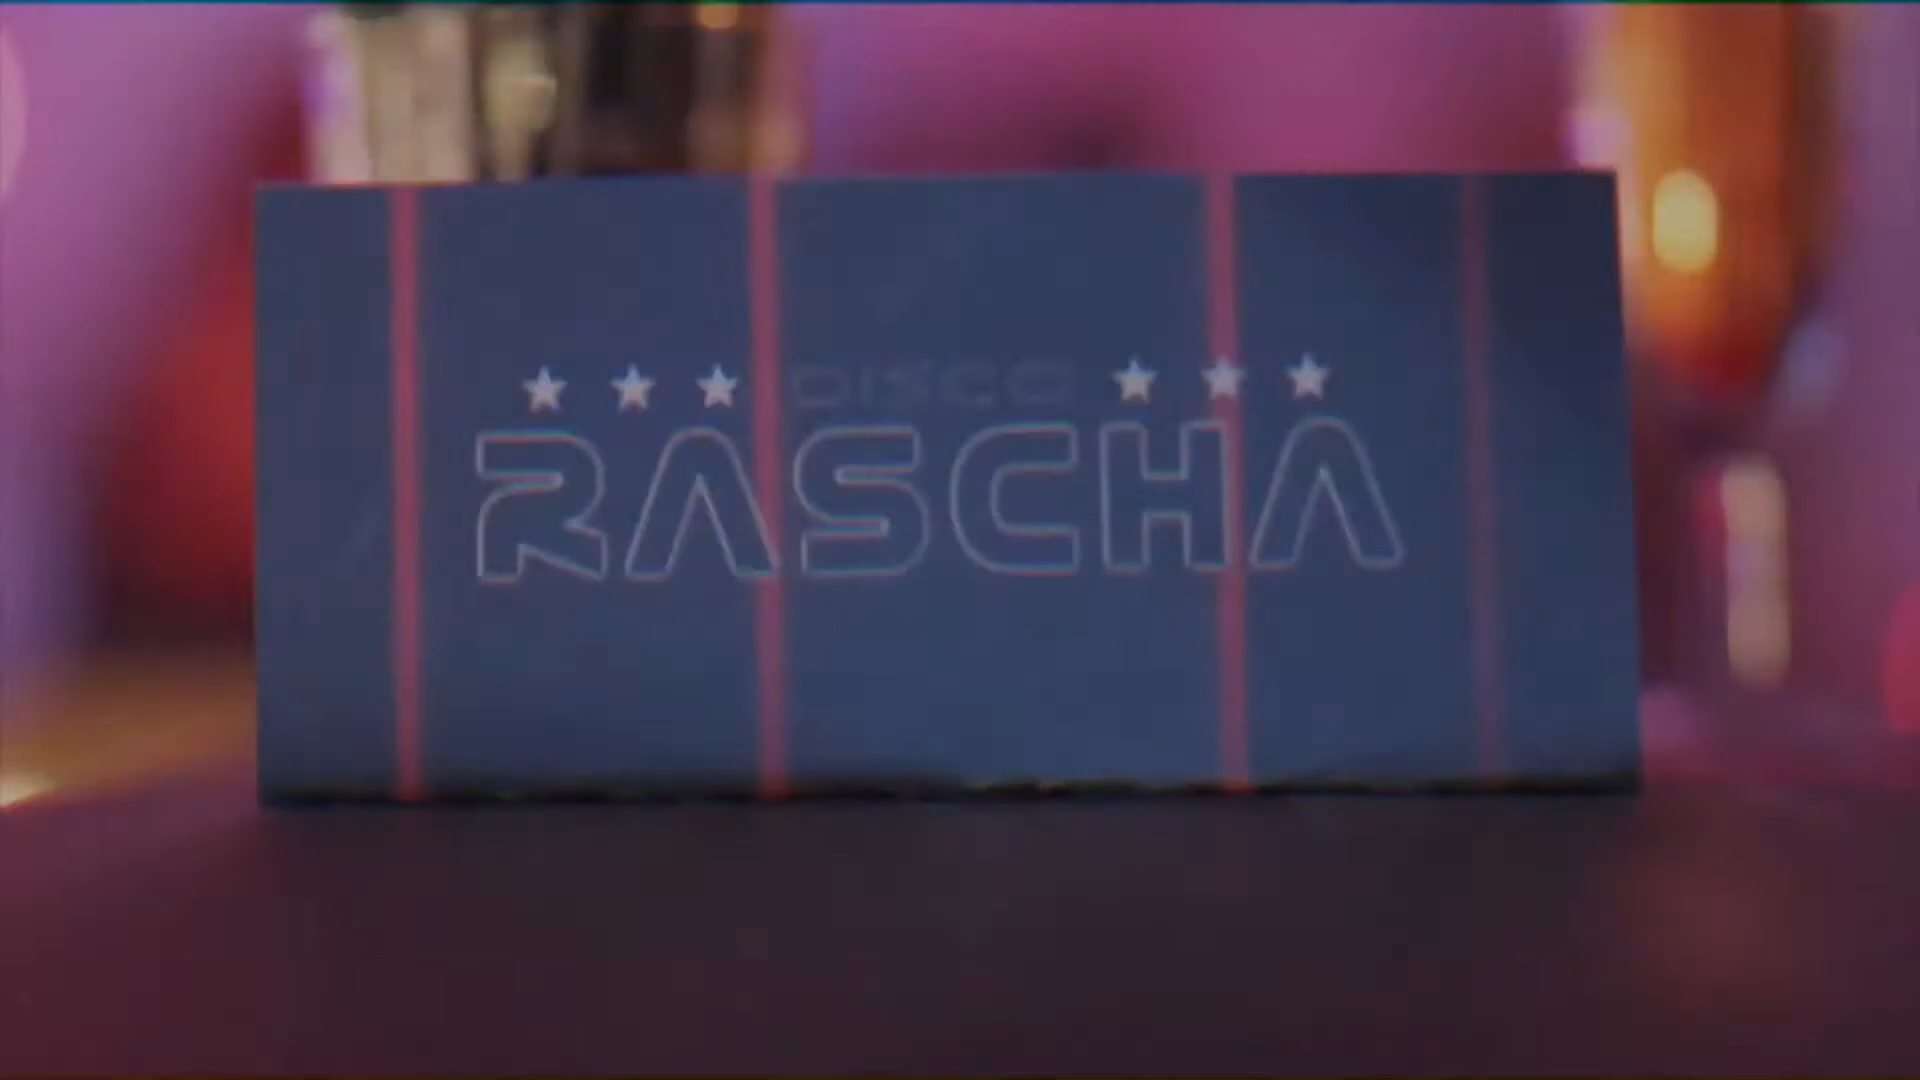 ★ ★ ★ DISCO ★ ★ ★
RASCHA